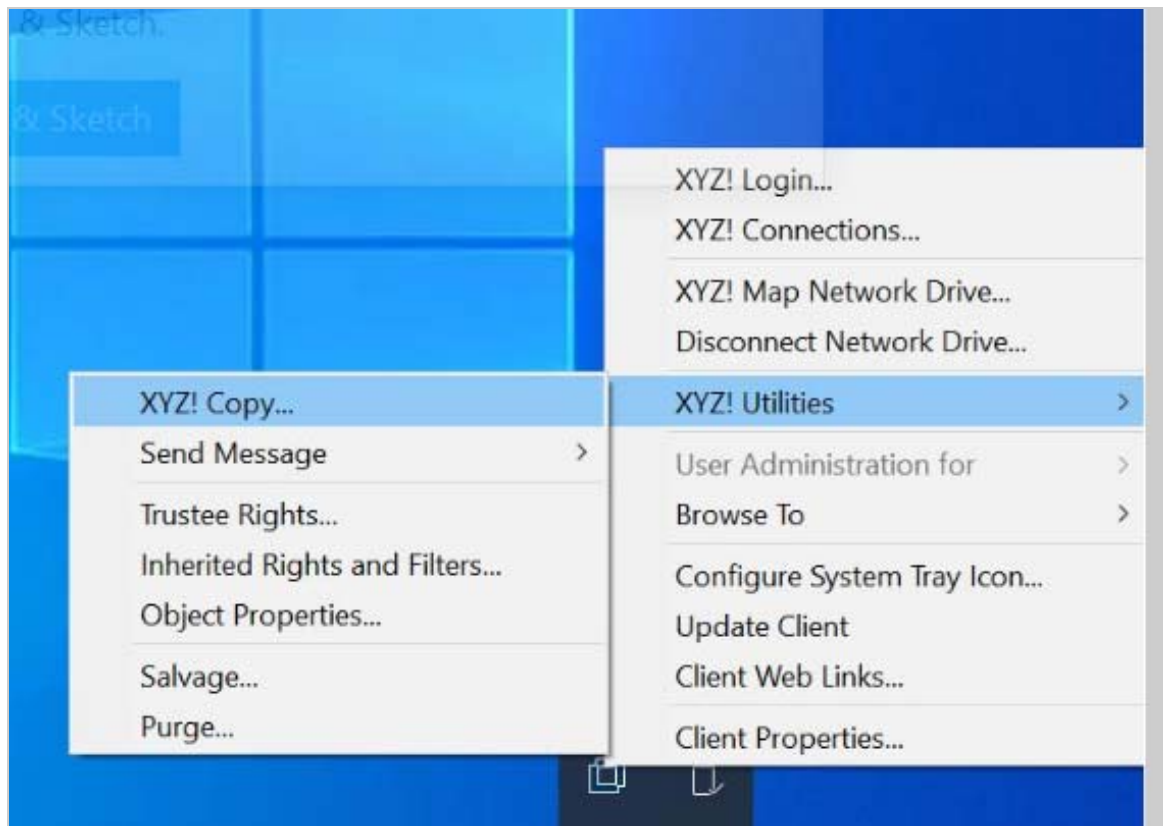 & Sketch.
& Sketch
XYZ! Login...
XYZ! Connections...
XYZ! Map Network Drive...
Disconnect Network Drive...
XYZ! Utilities
User Administration for
Browse To
Configure System Tray Icon...
Update Client
Client Web Links...
Client Properties...
XYZ! Copy...
Send Message
Trustee Rights...
Inherited Rights and Filters...
Object Properties...
Salvage...
Purge...